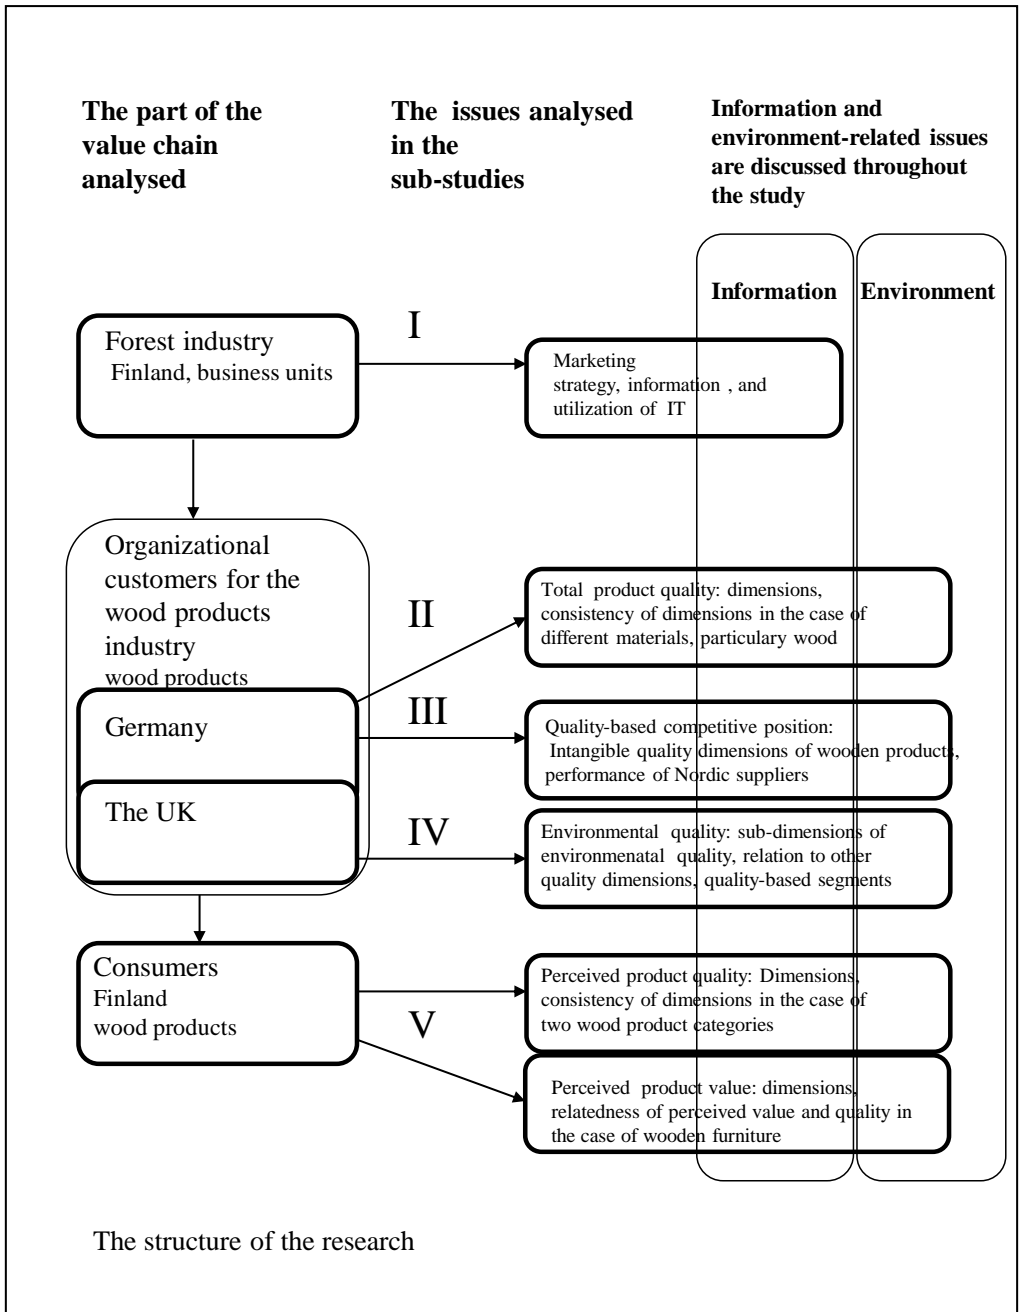 The part of the
value chain
analysed
The issues analysed
in the
sub-studies
Information and
environment-related issues
are discussed throughout
the study
Information
Environment
Forest industry
Finland, business units
I
Marketing
strategy, information , and
utilization of IT
Organizational
customers for the
wood products
industry
wood products
Germany
The UK
II
Total product quality: dimensions,
consistency of dimensions in the case of
different materials, particulary wood
III
Quality-based competitive position:
Intangible quality dimensions of wooden products,
performance of Nordic suppliers
IV
Environmental quality: sub-dimensions of
environmenatal quality, relation to other
quality dimensions, quality-based segments
Consumers
Finland
wood products
V
Perceived product quality: Dimensions,
consistency of dimensions in the case of
two wood product categories
Perceived product value: dimensions,
relatedness of perceived value and quality in
the case of wooden furniture
The structure of the research